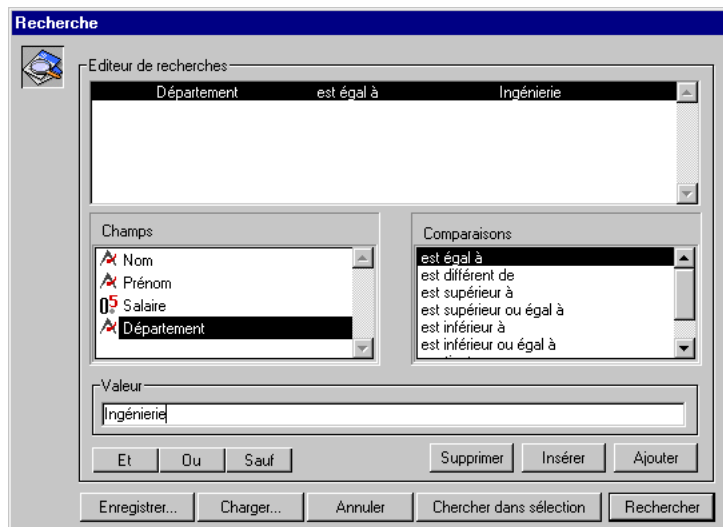 Recherche
Editeur de recherches
Département est égal à Ingénierie
Champs
Nom
Prénom
Salaire
Département
Comparaisons
est égal à
est différent de
est supérieur à
est supérieur ou égal à
est inférieur à
est inférieur ou égal à
Valeur
Ingénierie
Et Ou Sauf
Supprimer Insérer Ajouter
Enregistrer... Charger... Annuler Chercher dans sélection Rechercher